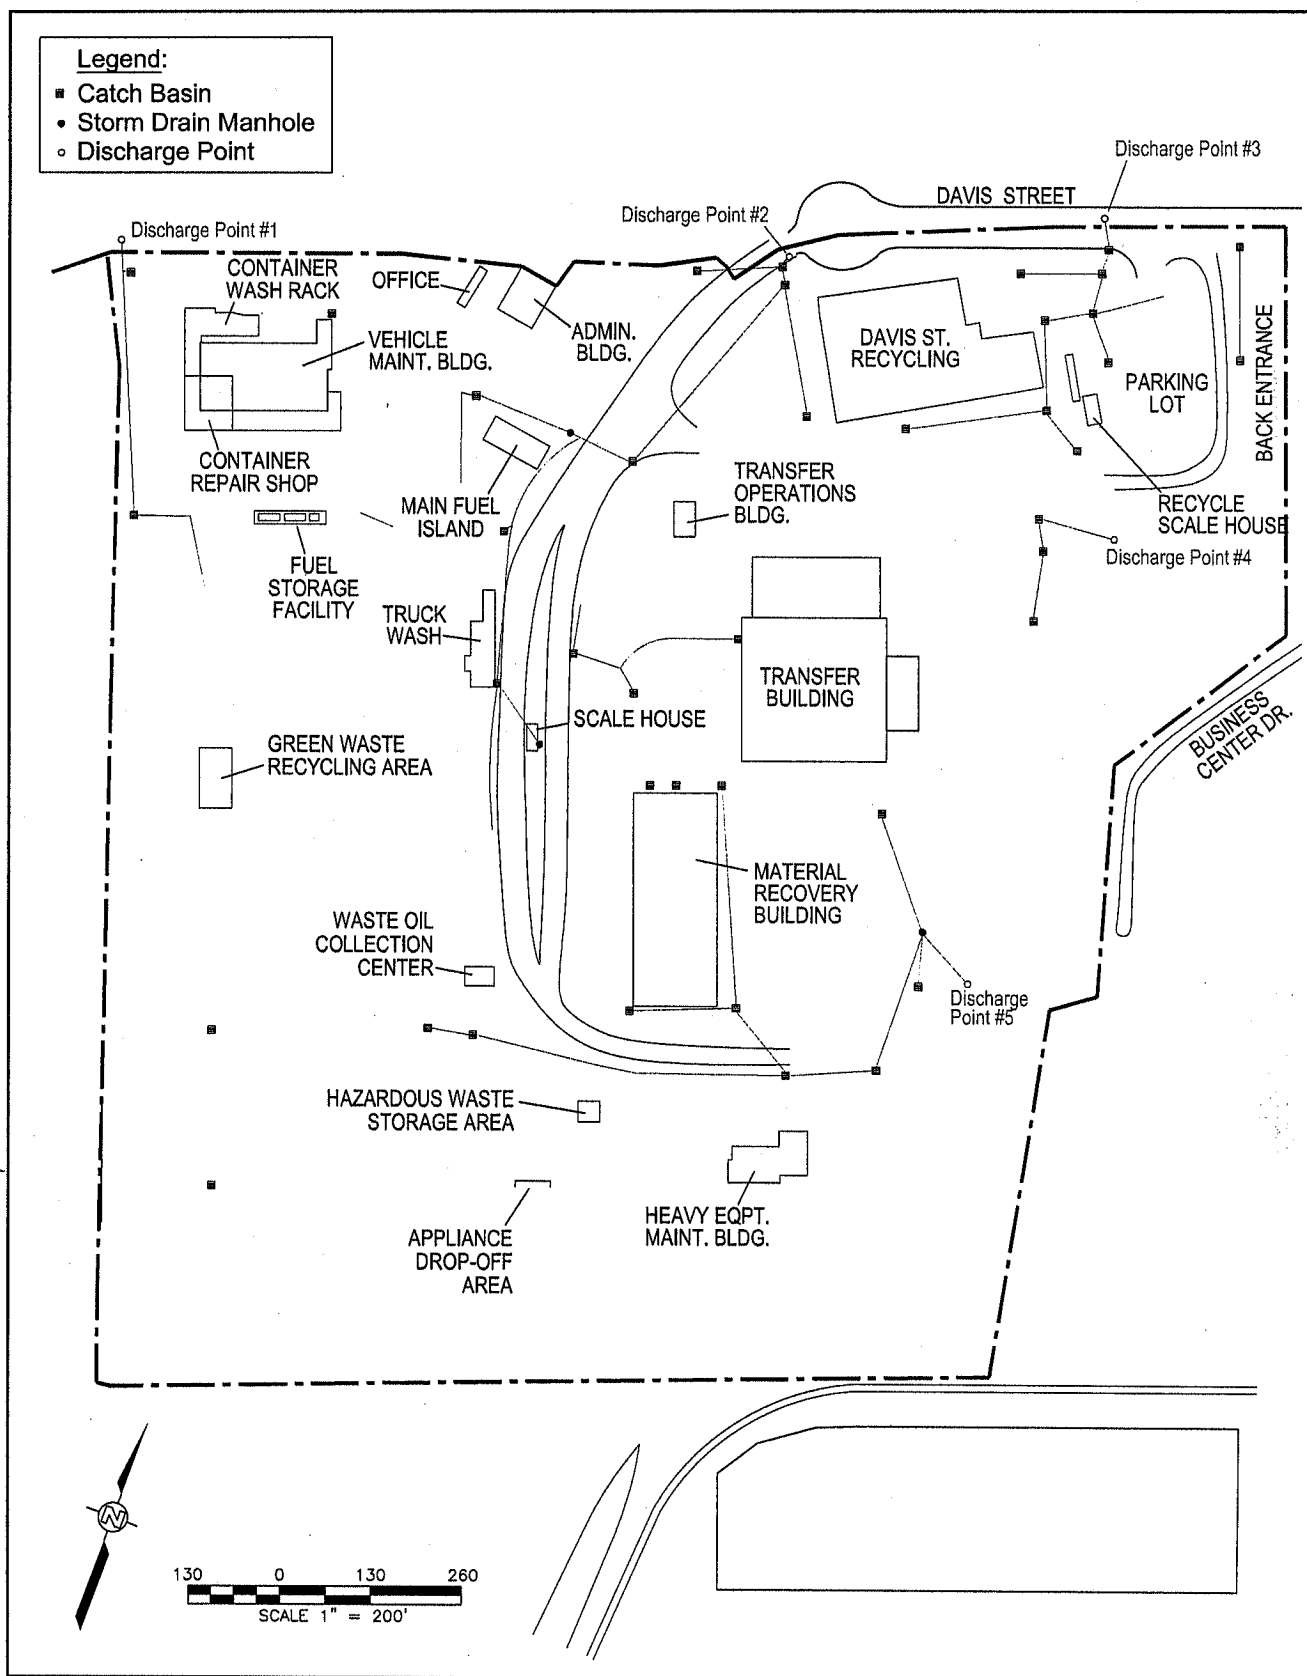 Legend:
Catch Basin
Storm Drain Manhole
Discharge Point
Discharge Point #3
DAVIS STREET
Discharge Point #2
Discharge Point #1
CONTAINER
WASH RACK
OFFICE
ADMIN.
BLDG.
VEHICLE
MAINT. BLDG.
DAVIS ST.
RECYCLING
PARKING
LOT
BACK ENTRANCE
CONTAINER
REPAIR SHOP
MAIN FUEL
ISLAND
TRANSFER
OPERATIONS
BLDG.
RECYCLE
SCALE HOUSE
Discharge Point #4
FUEL
STORAGE
FACILITY
TRUCK
WASH
TRANSFER
BUILDING
SCALE HOUSE
BUSINESS
CENTER DR.
GREEN WASTE
RECYCLING AREA
MATERIAL
RECOVERY
BUILDING
WASTE OIL
COLLECTION
CENTER
Discharge
Point #5
HAZARDOUS WASTE
STORAGE AREA
HEAVY EQPT.
MAINT. BLDG.
APPLIANCE
DROP-OFF
AREA
N
130 0 130 260
SCALE 1" = 200'